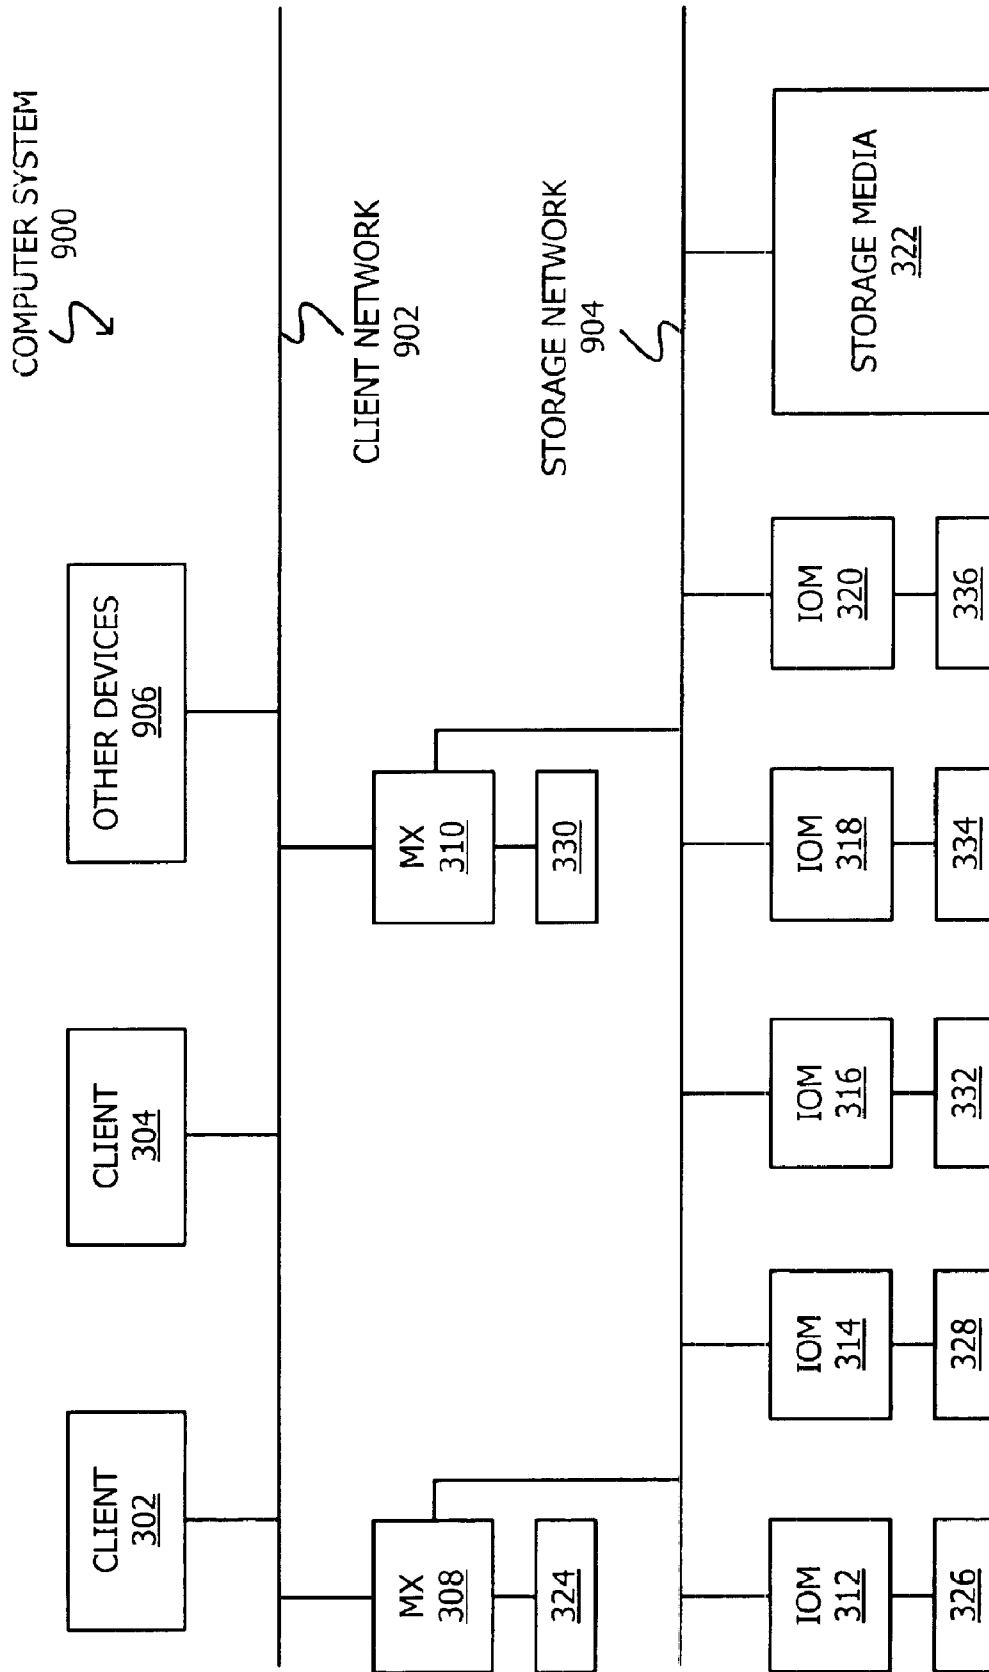 COMPUTER SYSTEM
900
CLIENT
302
CLIENT
304
OTHER DEVICES
906
CLIENT NETWORK
902
MX
308
324
MX
310
330
STORAGE NETWORK
904
IOM
312
326
IOM
314
328
IOM
316
332
IOM
318
334
IOM
320
336
STORAGE MEDIA
322